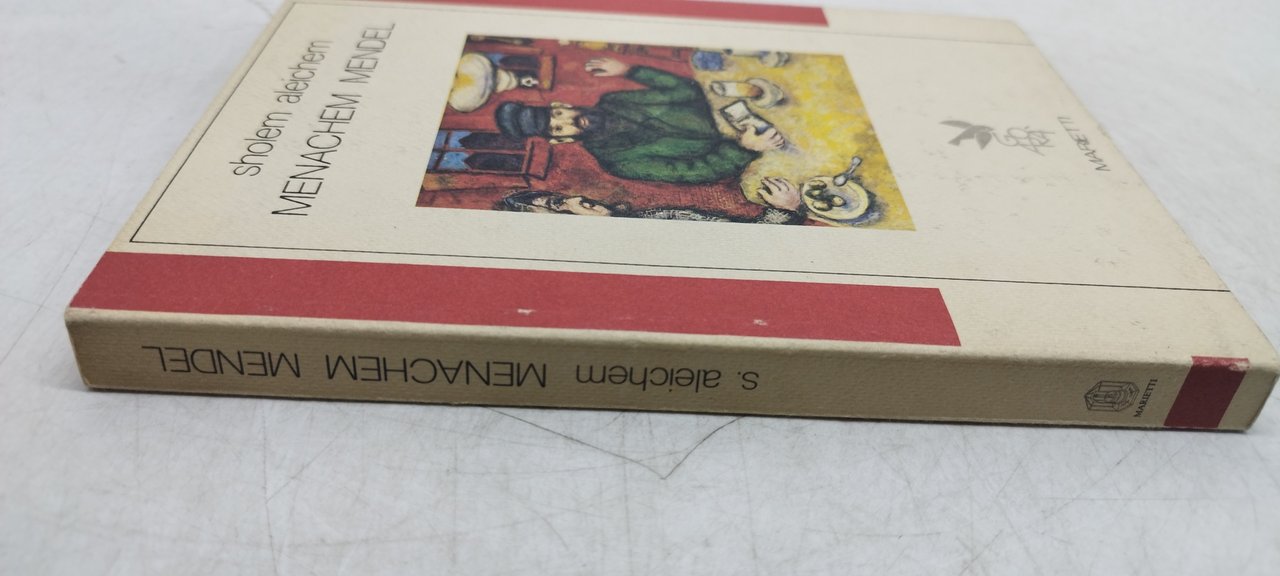 sholem aleichem
MENACHEM MENDEL
MARIETTI
s. aleichem MENACHEM MENDEL
MARIETTI